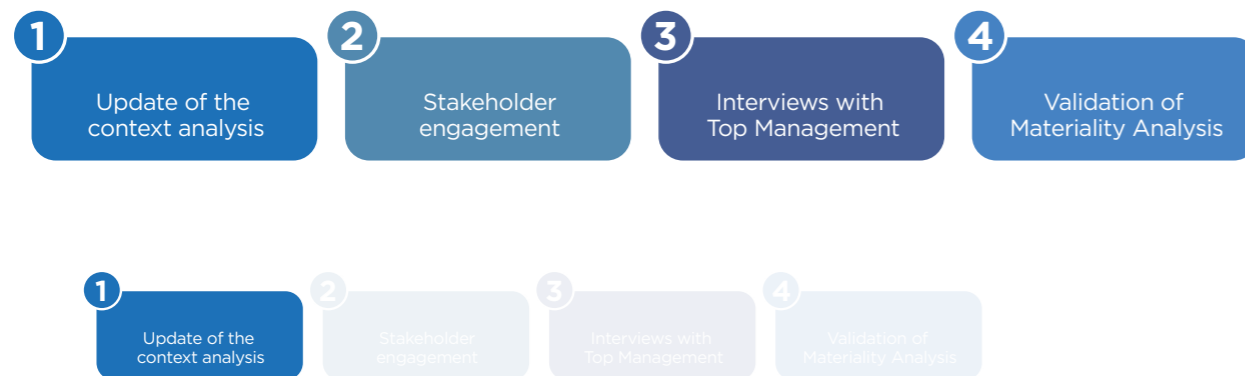 1
Update of the
context analysis
2
Stakeholder
engagement
3
Interviews with
Top Management
4
Validation of
Materiality Analysis
1
Update of the
context analysis
2
Stakeholder
engagement
3
Interviews with
Top Management
4
Validation of
Materiality Analysis